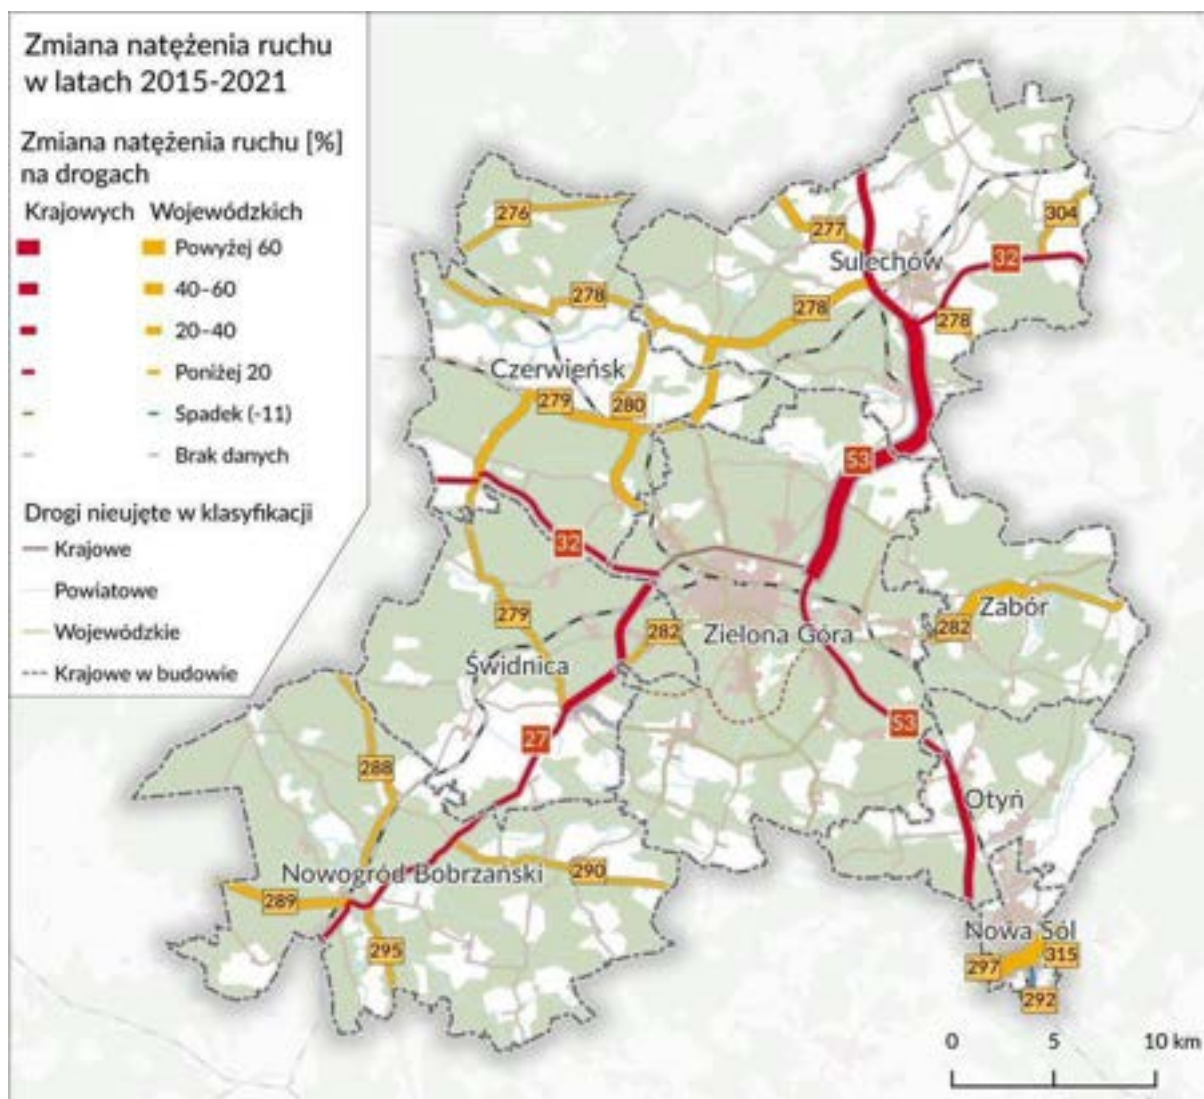 Zmiana natężenia ruchu
w latach 2015-2021
Zmiana natężenia ruchu [%]
na drogach
Krajowych Wojewódzkich
Powyżej 60
40–60
20–40
Poniżej 20
Spadek (-11)
Brak danych
Drogi nieujęte w klasyfikacji
Krajowe
Powiatowe
Wojewódzkie
Krajowe w budowie
276
277
304
Sulechów
32
278
278
278
Czerwieńsk
279
280
53
32
279
282
Zielona Góra
Zabór
282
Świdnica
27
53
288
Otyń
Nowogród Bobrzański
290
289
295
Nowa Sól
297
315
292
0 5 10 km